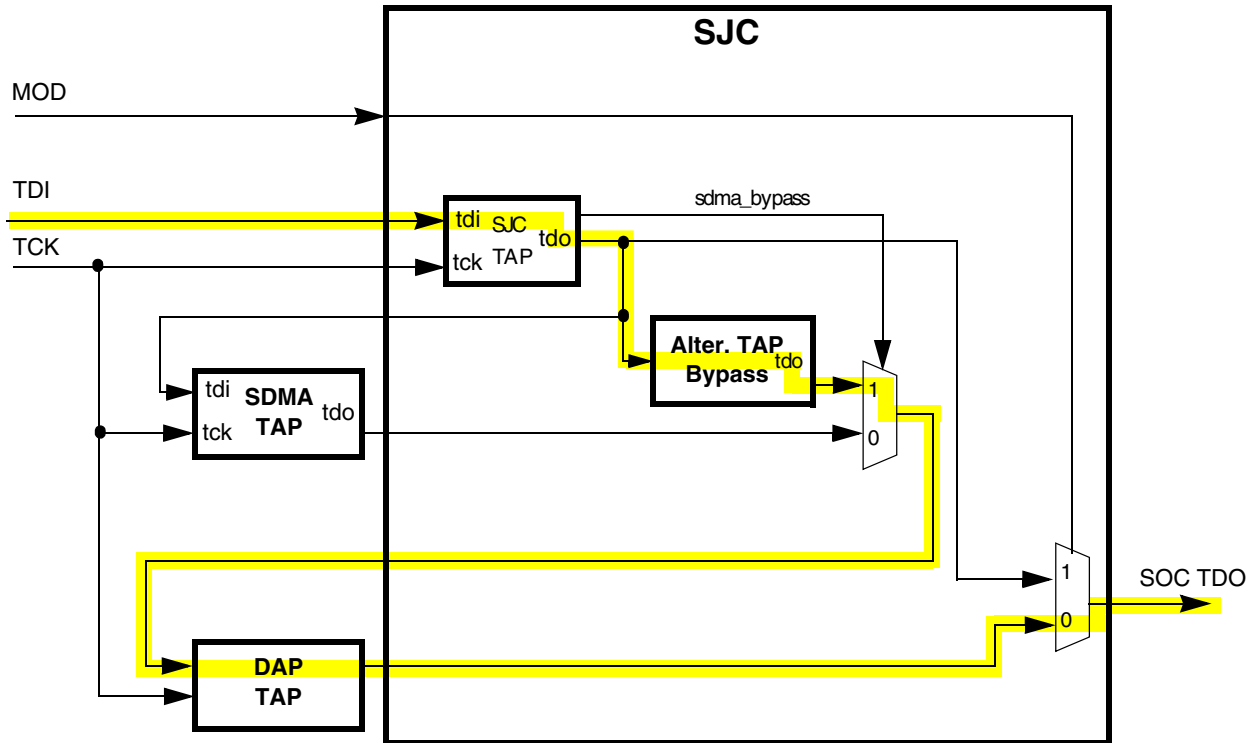 SJC
MOD
TDI
sdma_bypass
tdi SJC
tdo
TCK
tck TAP
Alter. TAP
tdo
Bypass
1
tdi
SDMA
tdo
tck TAP
0
1
SOC TDO
0
DAP
TAP